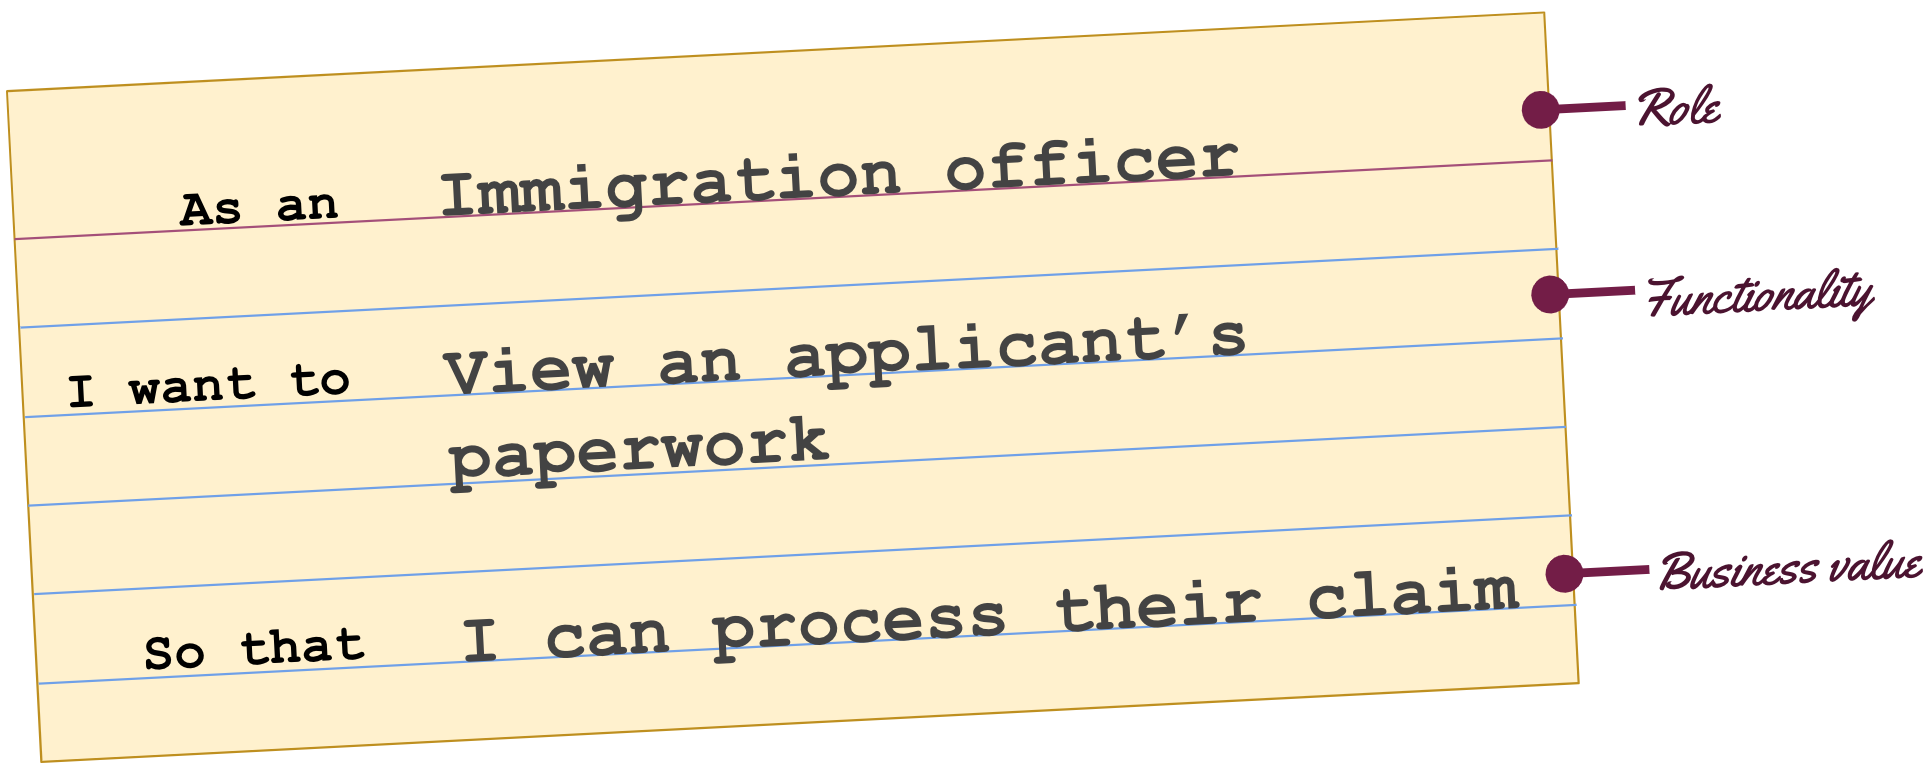 As an Immigration officer
Role
I want to View an applicant's
paperwork
Functionality
So that I can process their claim
Business value